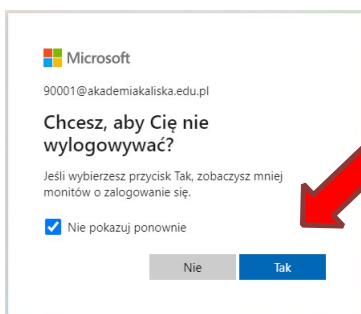 Microsoft
90001@akademiakaliska.edu.pl
Chcesz, aby Cię nie
wylogowywać?
Jeśli wybierzesz przycisk Tak, zobaczysz mniej
monitów o zalogowanie się.
Nie pokazuj ponownie
Nie Tak